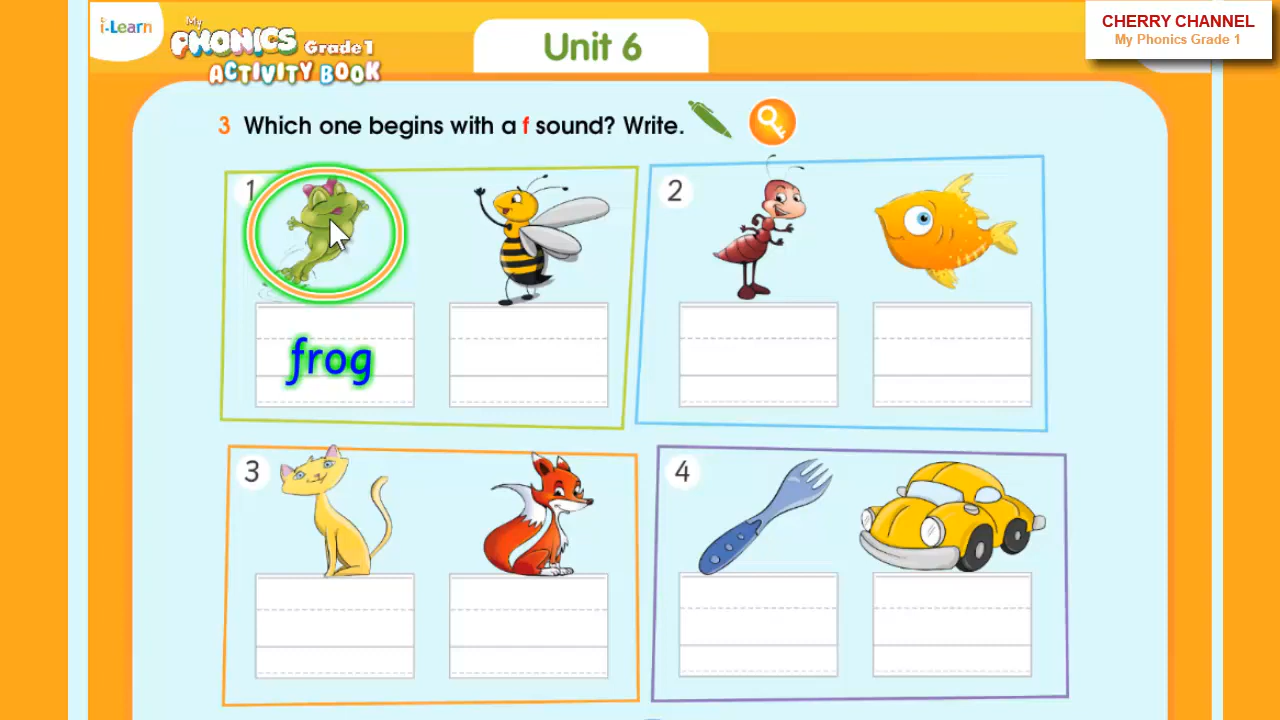 i-Learn
My
PHONICS Grade 1
ACTIVITY BOOK
Unit 6
CHERRY CHANNEL
My Phonics Grade 1
3 Which one begins with a f sound? Write.
1
2
frog
3
4